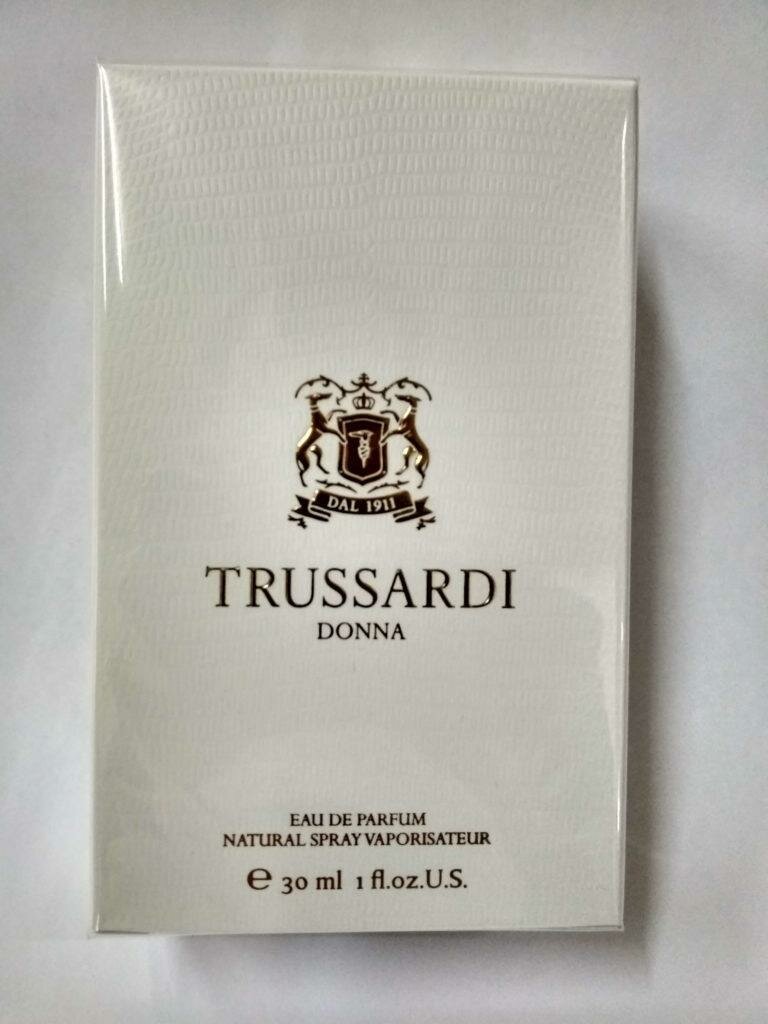 DAL 1911
TRUSSARDI
DONNA
EAU DE PARFUM
NATURAL SPRAY VAPORISATEUR
℮ 30 ml 1 fl.oz.U.S.